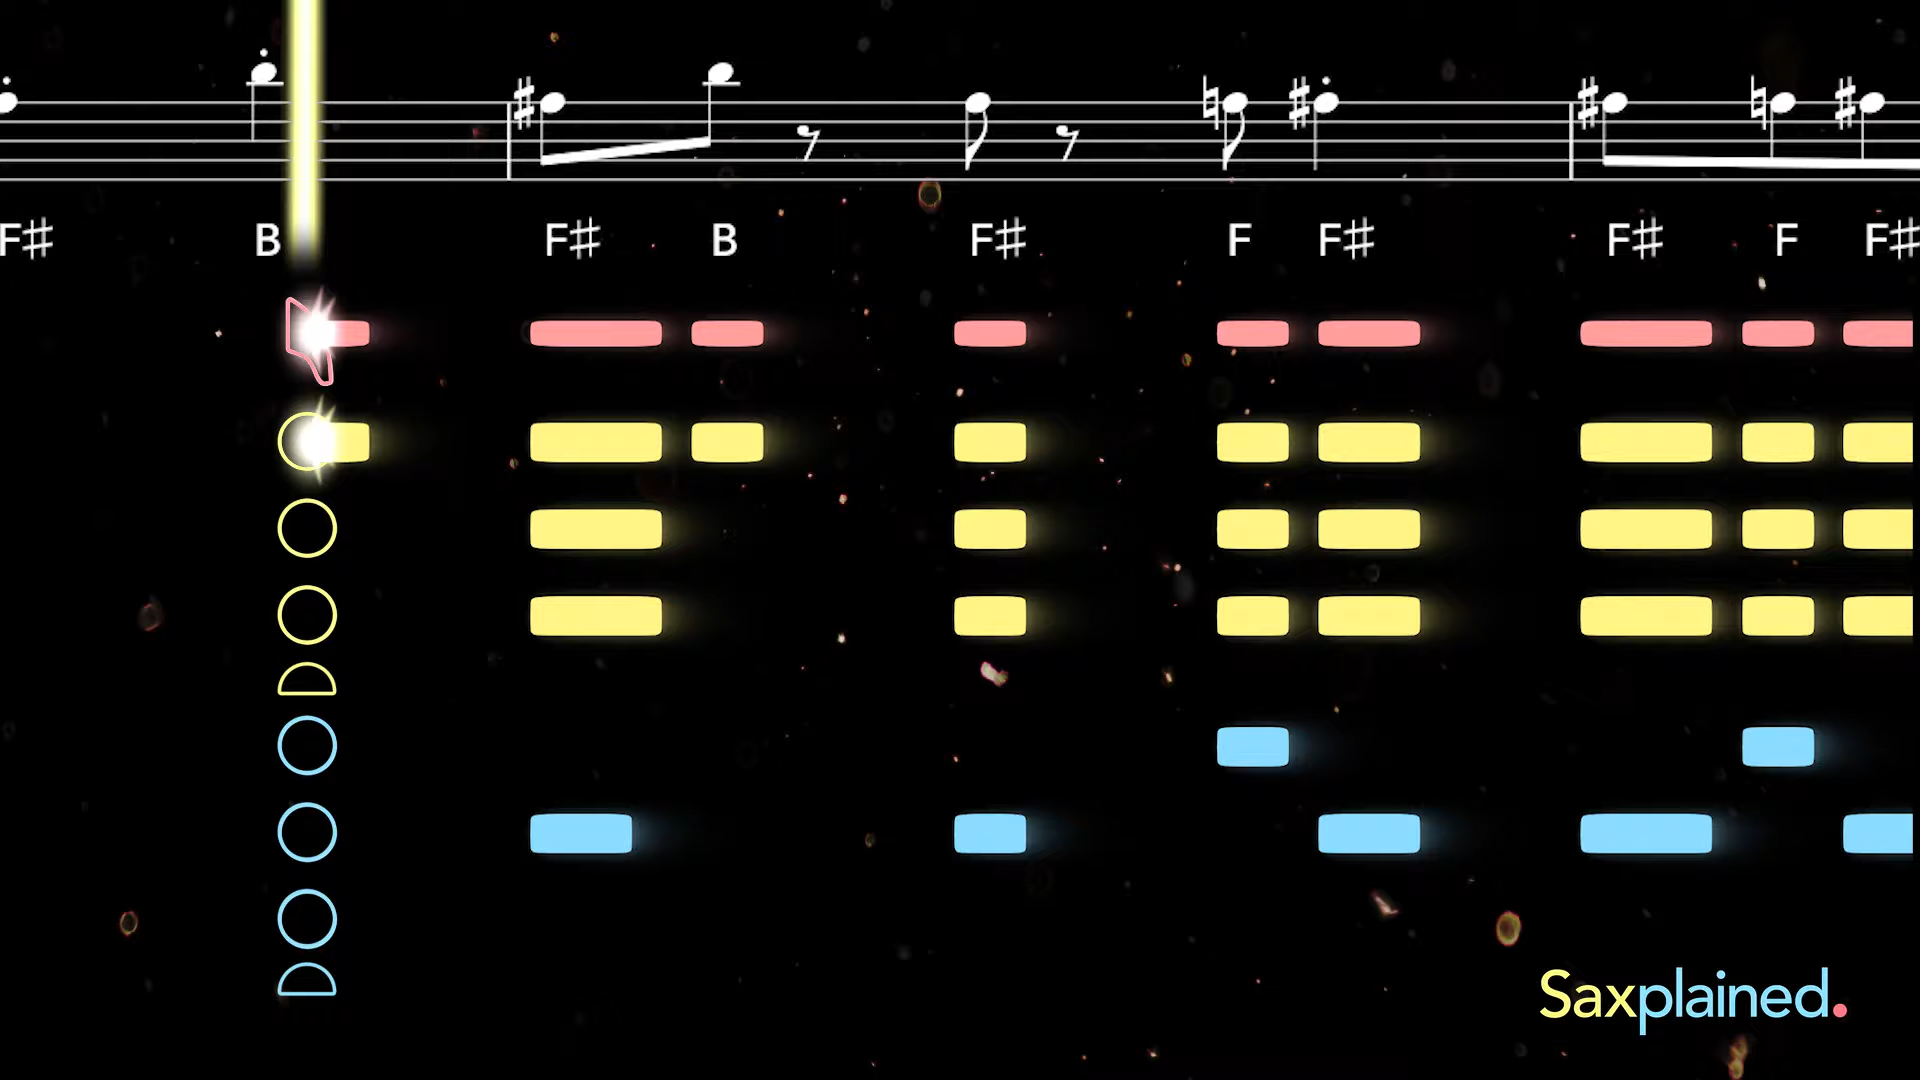 F♯ B F♯ B F♯ F F♯ F♯ F F♯
Saxplained.